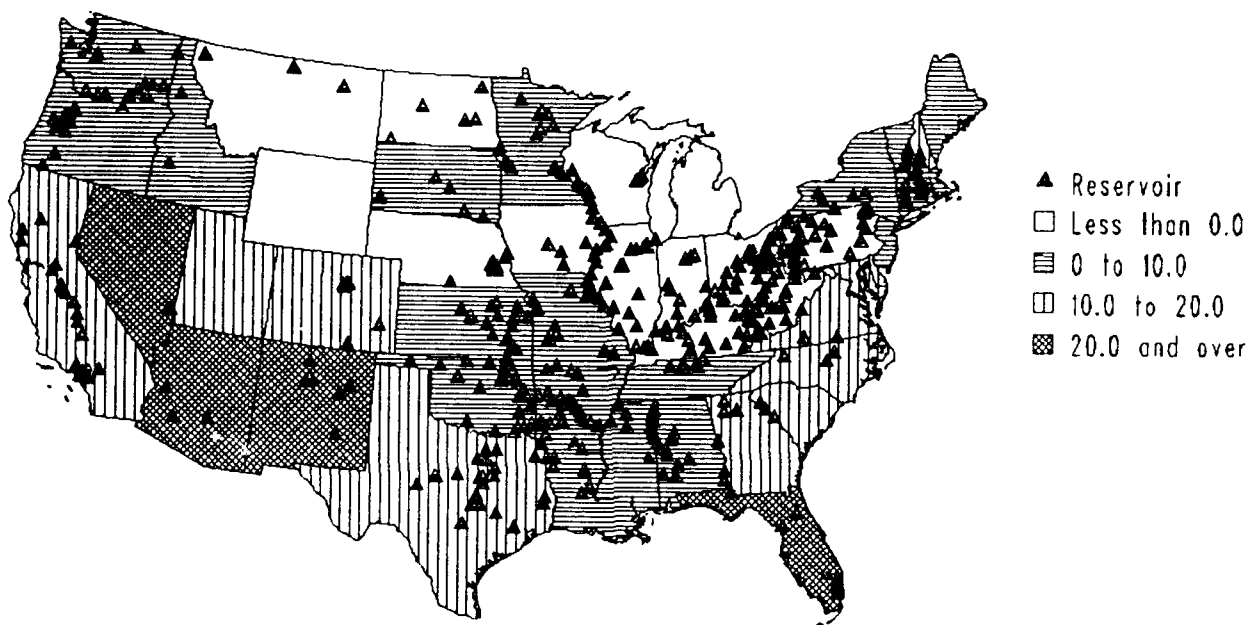 Reservoir
Less than 0.0
0 to 10.0
10.0 to 20.0
20.0 and over